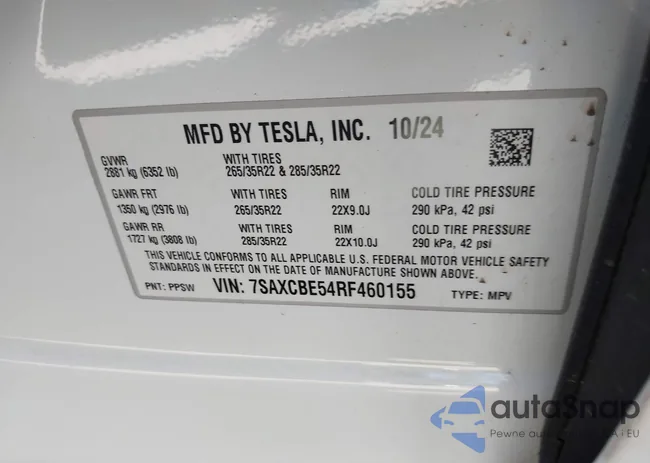 MFD BY TESLA, INC. 10/24
GVWR
2881 kg (6352 lb)
WITH TIRES
265/35R22 & 285/35R22
GAWR FRT
1350 kg (2976 lb)
WITH TIRES
265/35R22
RIM
22X9.0J
COLD TIRE PRESSURE
290 kPa, 42 psi
GAWR RR
1727 kg (3808 lb)
WITH TIRES
285/35R22
RIM
22X10.0J
COLD TIRE PRESSURE
290 kPa, 42 psi
THIS VEHICLE CONFORMS TO ALL APPLICABLE U.S. FEDERAL MOTOR VEHICLE SAFETY
STANDARDS IN EFFECT ON THE DATE OF MANUFACTURE SHOWN ABOVE.
PNT: PPSW VIN: 7SAXCBE54RF460155 TYPE: MPV
autoSnap
Pewne
EU